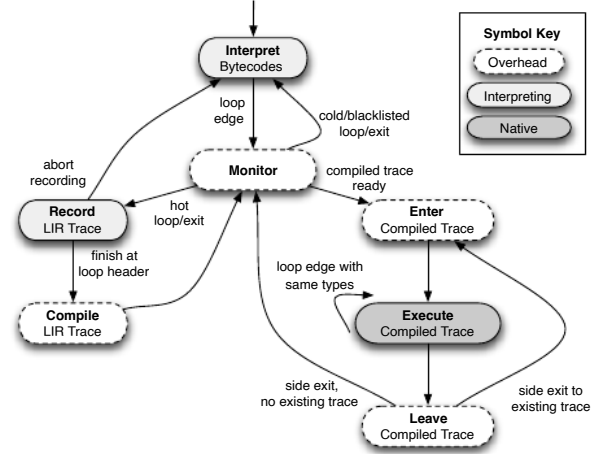 Symbol Key
Overhead
Interpreting
Native
Interpret
Bytecodes
loop
edge
cold/blacklisted
loop/exit
abort
recording
Monitor
compiled trace
ready
hot
loop/exit
Record
LIR Trace
Enter
Compiled Trace
finish at
loop header
loop edge with
same types
Compile
LIR Trace
Execute
Compiled Trace
side exit,
no existing trace
side exit to
existing trace
Leave
Compiled Trace